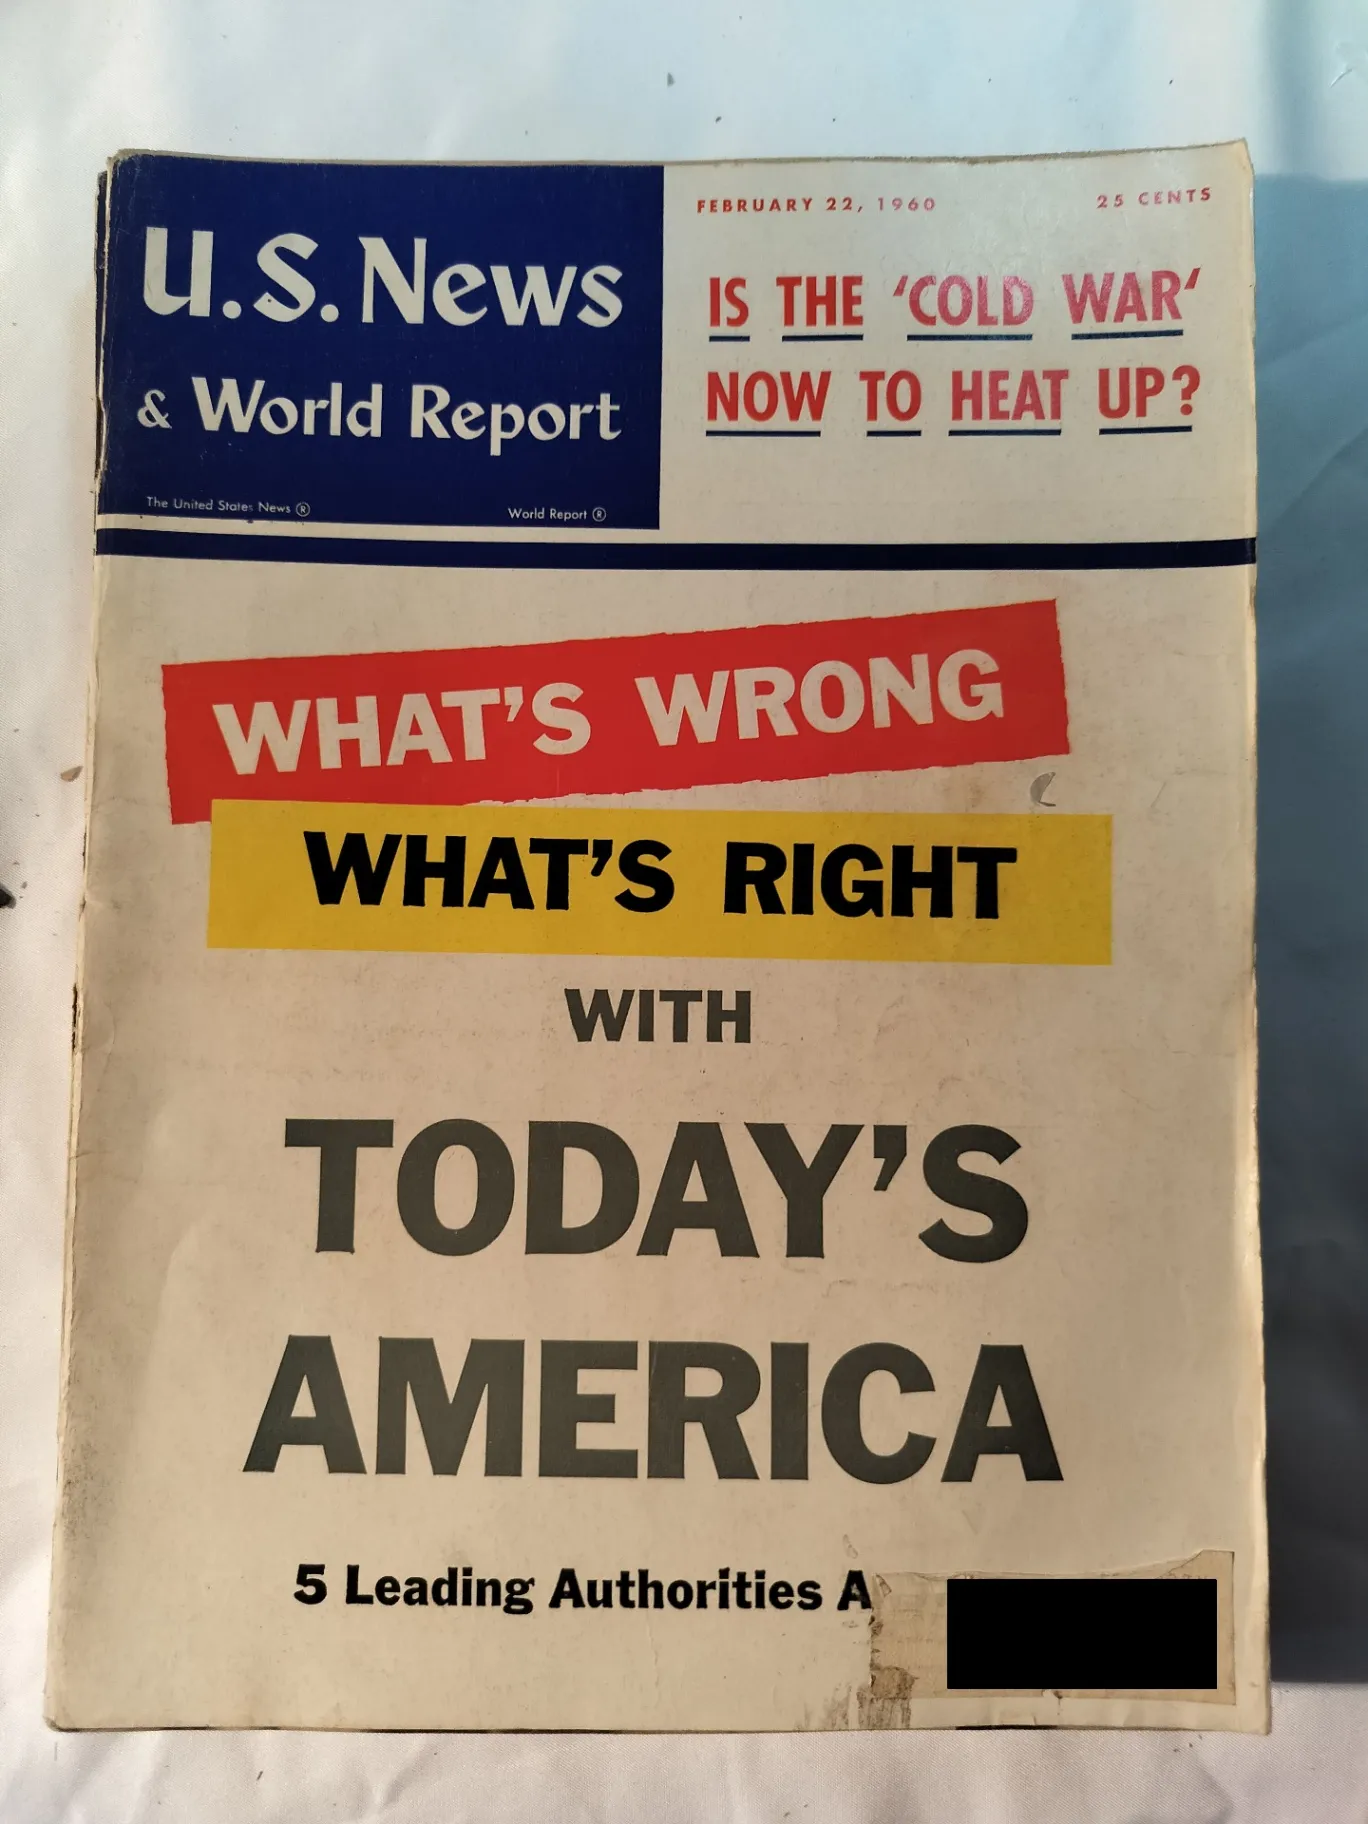 U.S. News
& World Report
The United States News ®
World Report ®
FEBRUARY 22, 1960
25 CENTS
IS THE ‘COLD WAR‘
NOW TO HEAT UP?
WHAT’S WRONG
WHAT’S RIGHT
WITH
TODAY’S
AMERICA
5 Leading Authorities A